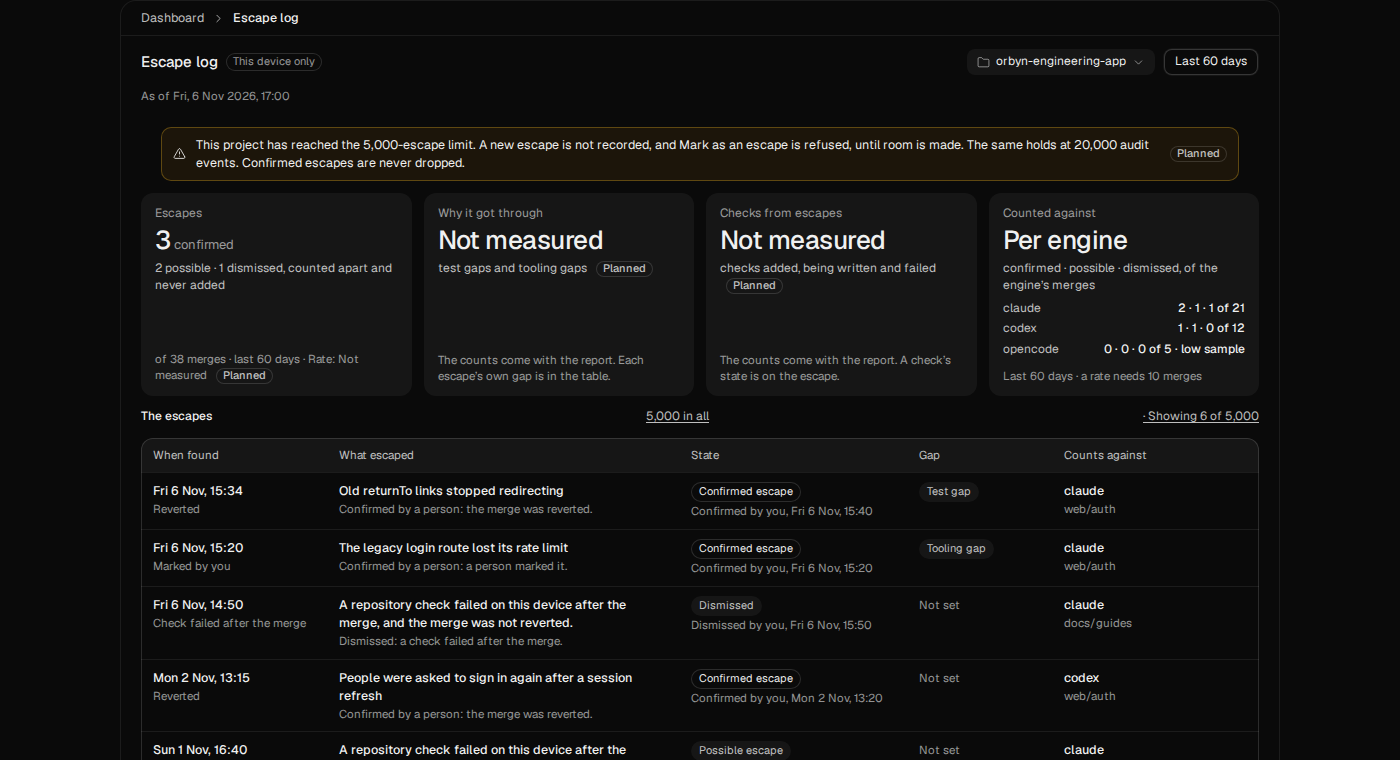 Dashboard > Escape log
Escape log This device only
orbyn-engineering-app Last 60 days
As of Fri, 6 Nov 2026, 17:00
This project has reached the 5,000-escape limit. A new escape is not recorded, and Mark as an escape is refused, until room is made. The same holds at 20,000 audit
events. Confirmed escapes are never dropped.
Planned
Escapes
3 confirmed
2 possible · 1 dismissed, counted apart and
never added
of 38 merges · last 60 days · Rate: Not
measured Planned
Why it got through
Not measured
test gaps and tooling gaps Planned
The counts come with the report. Each
escape's own gap is in the table.
Checks from escapes
Not measured
checks added, being written and failed
Planned
The counts come with the report. A check's
state is on the escape.
Counted against
Per engine
confirmed · possible · dismissed, of the
engine's merges
claude 2 · 1 · 1 of 21
codex 1 · 1 · 0 of 12
opencode 0 · 0 · 0 of 5 · low sample
Last 60 days · a rate needs 10 merges
The escapes 5,000 in all · Showing 6 of 5,000
When found What escaped State Gap Counts against
Fri 6 Nov, 15:34 Old returnTo links stopped redirecting Confirmed escape Test gap claude
Reverted Confirmed by a person: the merge was reverted. Confirmed by you, Fri 6 Nov, 15:40 web/auth
Fri 6 Nov, 15:20 The legacy login route lost its rate limit Confirmed escape Tooling gap claude
Marked by you Confirmed by a person: a person marked it. Confirmed by you, Fri 6 Nov, 15:20 web/auth
Fri 6 Nov, 14:50 A repository check failed on this device after the Dismissed Not set claude
Check failed after the merge merge, and the merge was not reverted. Dismissed by you, Fri 6 Nov, 15:50 docs/guides
Dismissed: a check failed after the merge.
Mon 2 Nov, 13:15 People were asked to sign in again after a session Confirmed escape Not set codex
Reverted refresh Confirmed by you, Mon 2 Nov, 13:20 web/auth
Confirmed by a person: the merge was reverted.
Sun 1 Nov, 16:40 A repository check failed on this device after the Possible escape Not set claude